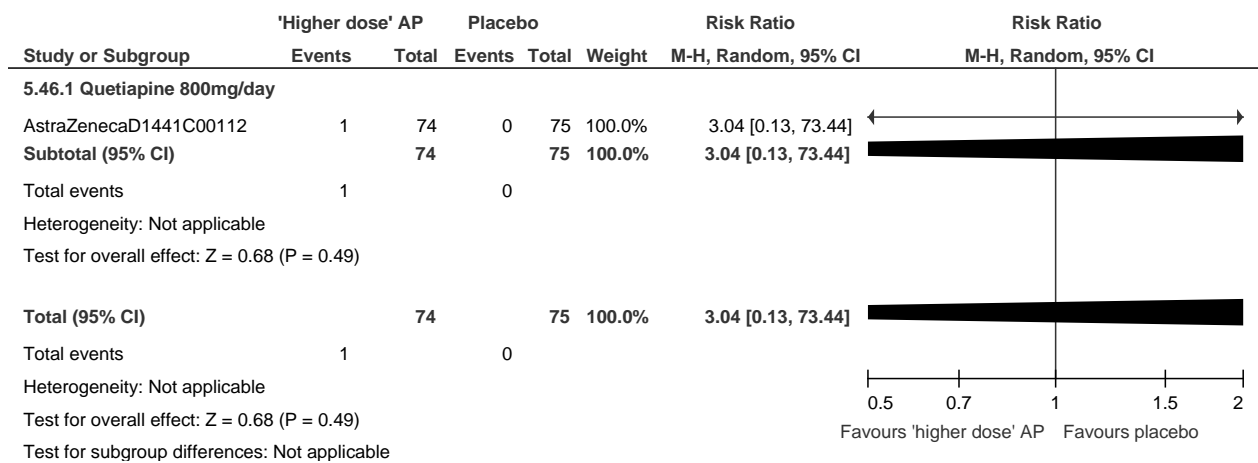 'Higher dose' AP Placebo Risk Ratio Risk Ratio
Study or Subgroup Events Total Events Total Weight M-H, Random, 95% CI M-H, Random, 95% CI
5.46.1 Quetiapine 800mg/day
AstraZenecaD1441C00112 1 74 0 75 100.0% 3.04 [0.13, 73.44]
Subtotal (95% CI) 74 75 100.0% 3.04 [0.13, 73.44]
Total events 1 0
Heterogeneity: Not applicable
Test for overall effect: Z = 0.68 (P = 0.49)
Total (95% CI) 74 75 100.0% 3.04 [0.13, 73.44]
Total events 1 0
Heterogeneity: Not applicable
Test for overall effect: Z = 0.68 (P = 0.49)
Test for subgroup differences: Not applicable
0.5 0.7 1 1.5 2
Favours 'higher dose' AP Favours placebo